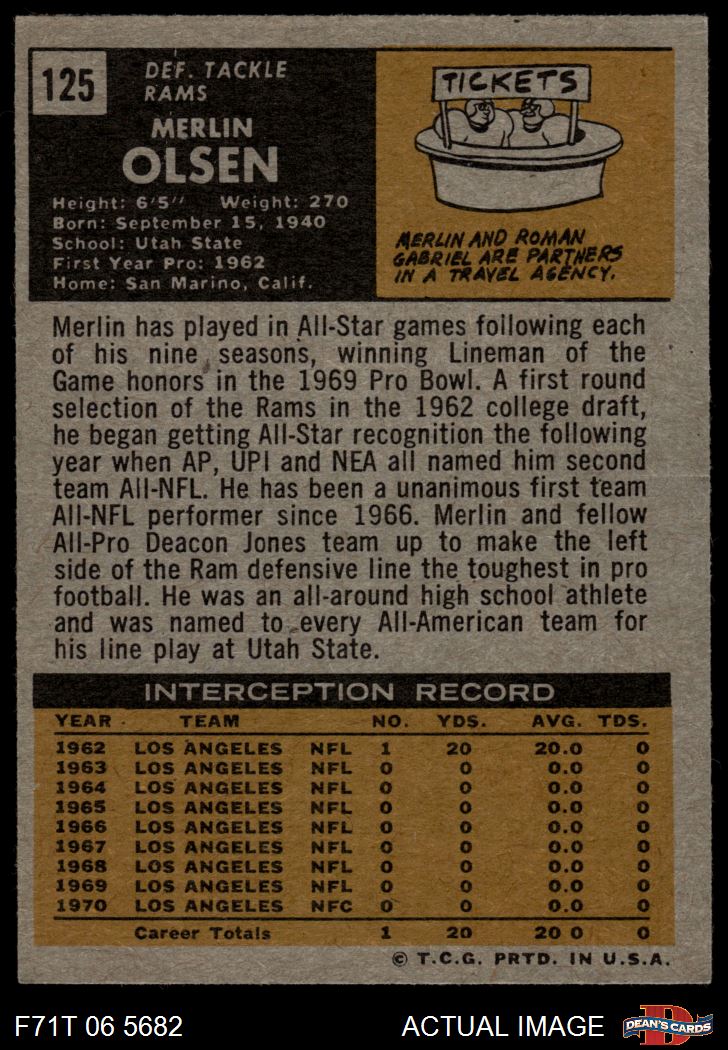 125
DEF. TACKLE
RAMS
MERLIN
OLSEN
Height: 6'5" Weight: 270
Born: September 15, 1940
School: Utah State
First Year Pro: 1962
Home: San Marino, Calif.
TICKETS
MERLIN AND ROMAN
GABRIEL ARE PARTNERS
IN A TRAVEL AGENCY.
Merlin has played in All-Star games following each
of his nine seasons, winning Lineman of the
Game honors in the 1969 Pro Bowl. A first round
selection of the Rams in the 1962 college draft,
he began getting All-Star recognition the following
year when AP, UPI and NEA all named him second
team All-NFL. He has been a unanimous first team
All-NFL performer since 1966. Merlin and fellow
All-Pro Deacon Jones team up to make the left
side of the Ram defensive line the toughest in pro
football. He was an all-around high school athlete
and was named to every All-American team for
his line play at Utah State.
INTERCEPTION RECORD
YEAR TEAM NO. YDS. AVG. TDS.
1962 LOS ANGELES NFL 1 20 20.0 0
1963 LOS ANGELES NFL 0 0 0.0 0
1964 LOS ANGELES NFL 0 0 0.0 0
1965 LOS ANGELES NFL 0 0 0.0 0
1966 LOS ANGELES NFL 0 0 0.0 0
1967 LOS ANGELES NFL 0 0 0.0 0
1968 LOS ANGELES NFL 0 0 0.0 0
1969 LOS ANGELES NFL 0 0 0.0 0
1970 LOS ANGELES NFC 0 0 0.0 0
Career Totals 1 20 20 0 0
© T.C.G. PRTD. IN U.S.A.
F71T 06 5682 ACTUAL IMAGE
D
DEAN'S CARDS